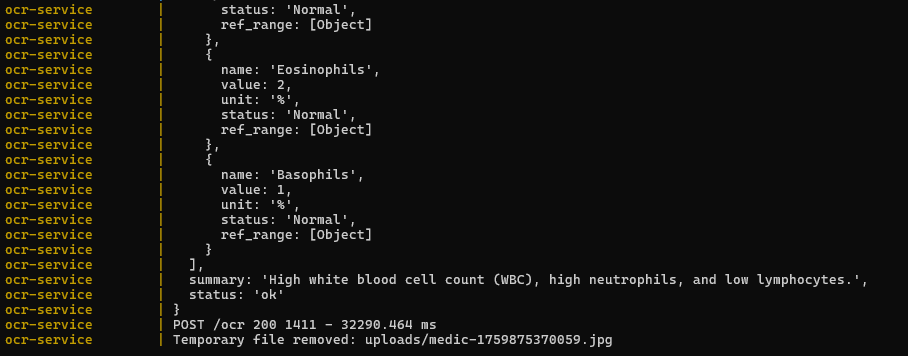 ocr-service | status: 'Normal',
ocr-service | ref_range: [Object]
ocr-service | },
ocr-service | {
ocr-service | name: 'Eosinophils',
ocr-service | value: 2,
ocr-service | unit: '%',
ocr-service | status: 'Normal',
ocr-service | ref_range: [Object]
ocr-service | },
ocr-service | {
ocr-service | name: 'Basophils',
ocr-service | value: 1,
ocr-service | unit: '%',
ocr-service | status: 'Normal',
ocr-service | ref_range: [Object]
ocr-service | }
ocr-service | ],
ocr-service | summary: 'High white blood cell count (WBC), high neutrophils, and low lymphocytes.',
ocr-service | status: 'ok'
ocr-service | }
ocr-service | POST /ocr 200 1411 - 32290.464 ms
ocr-service | Temporary file removed: uploads/medic-1759875370059.jpg